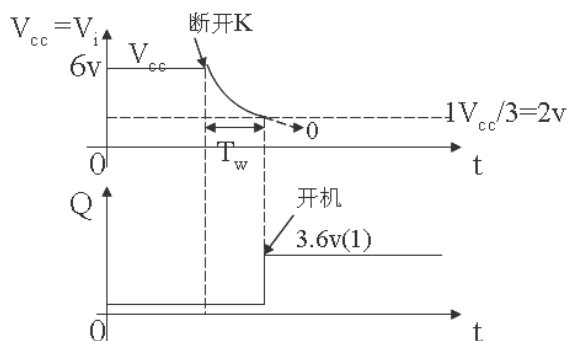 V_cc=V_i
断开K
6v
V_cc
1V_cc/3=2v
0
T_w
0
t
Q
开机
3.6v(1)
0
t